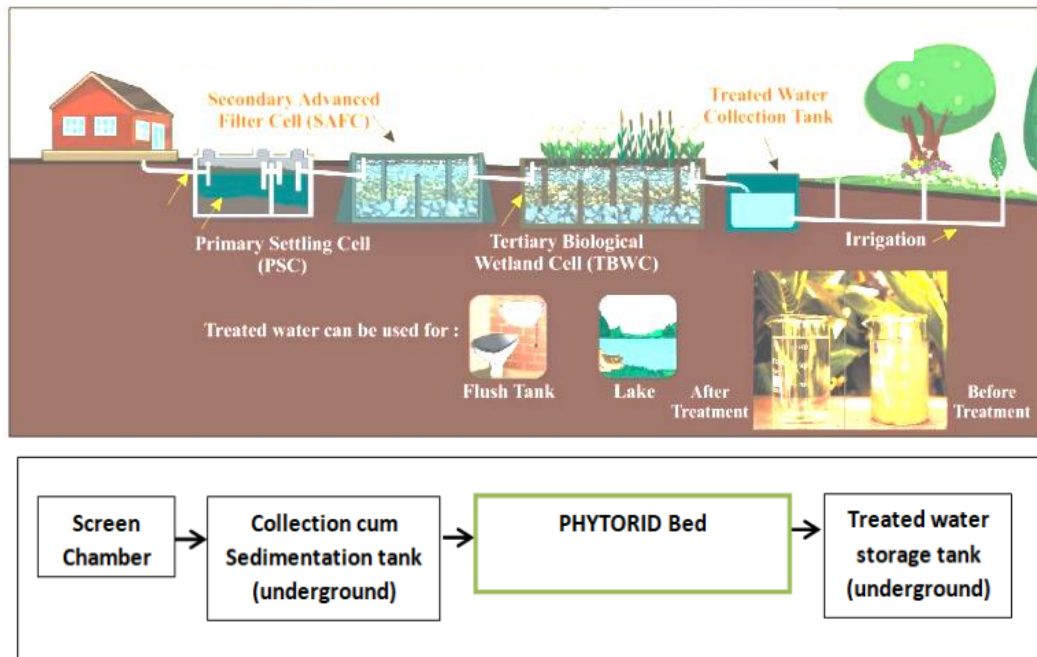 Secondary Advanced
Filter Cell (SAFC)
Treated Water
Collection Tank
Primary Settling Cell
(PSC)
Tertiary Biological
Wetland Cell (TBWC)
Irrigation
Treated water can be used for :
Flush Tank
Lake
After
Treatment
Before
Treatment
Screen
Chamber
Collection cum
Sedimentation tank
(underground)
PHYTORID Bed
Treated water
storage tank
(underground)